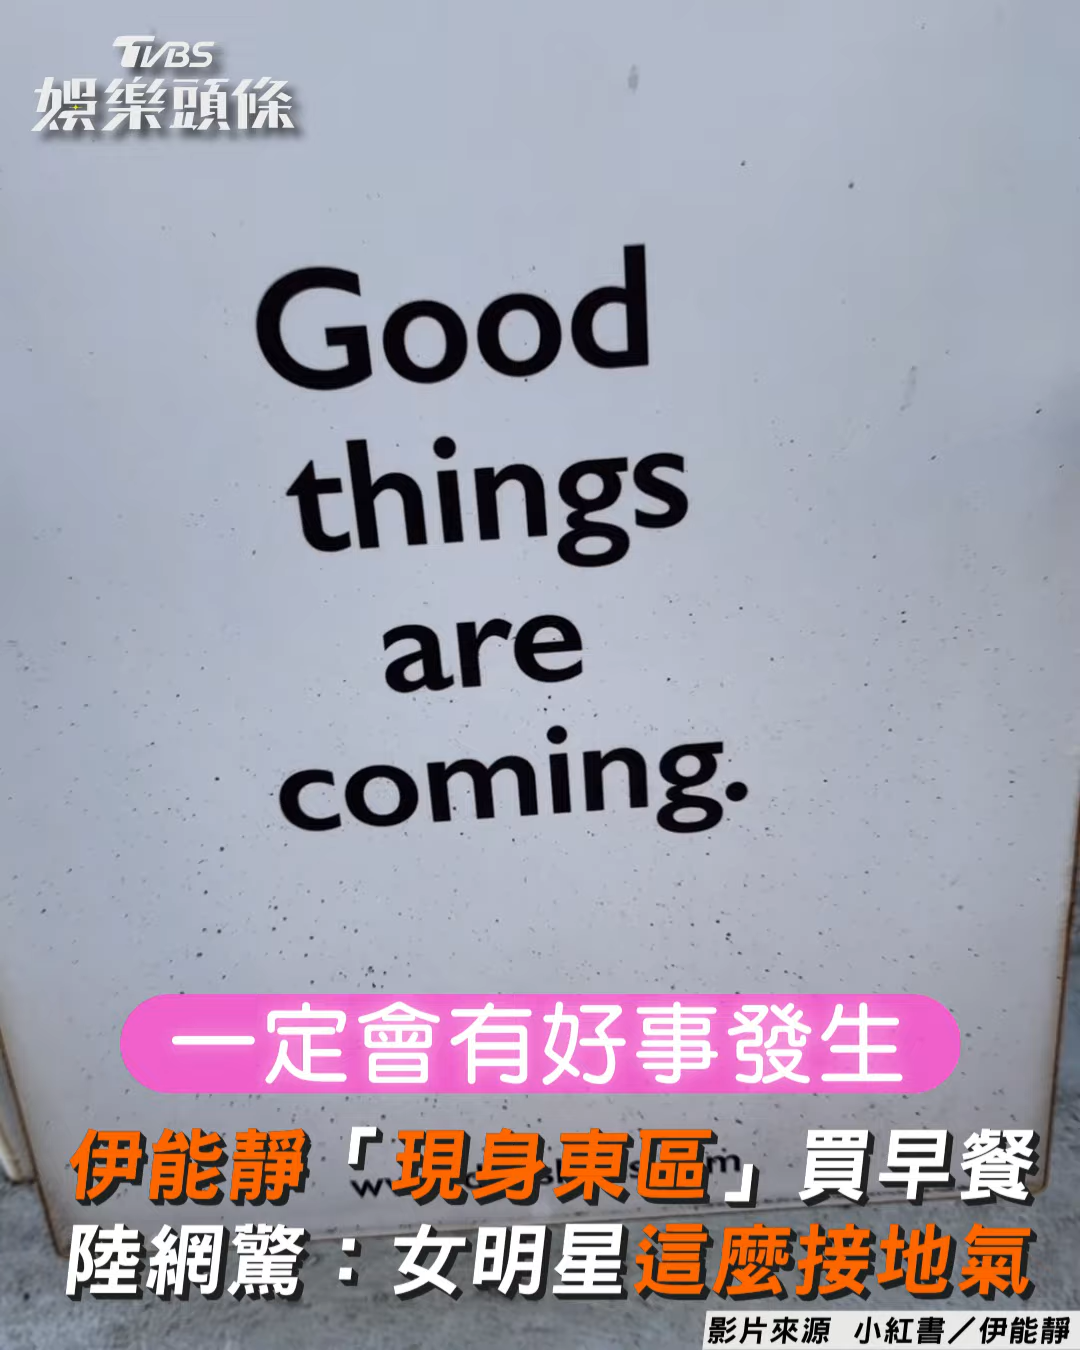 TVBS
娛樂頭條
Good
things
are
coming.
一定會有好事發生
伊能靜「現身東區」買早餐
陸網驚：女明星這麼接地氣
影片來源 小紅書／伊能靜